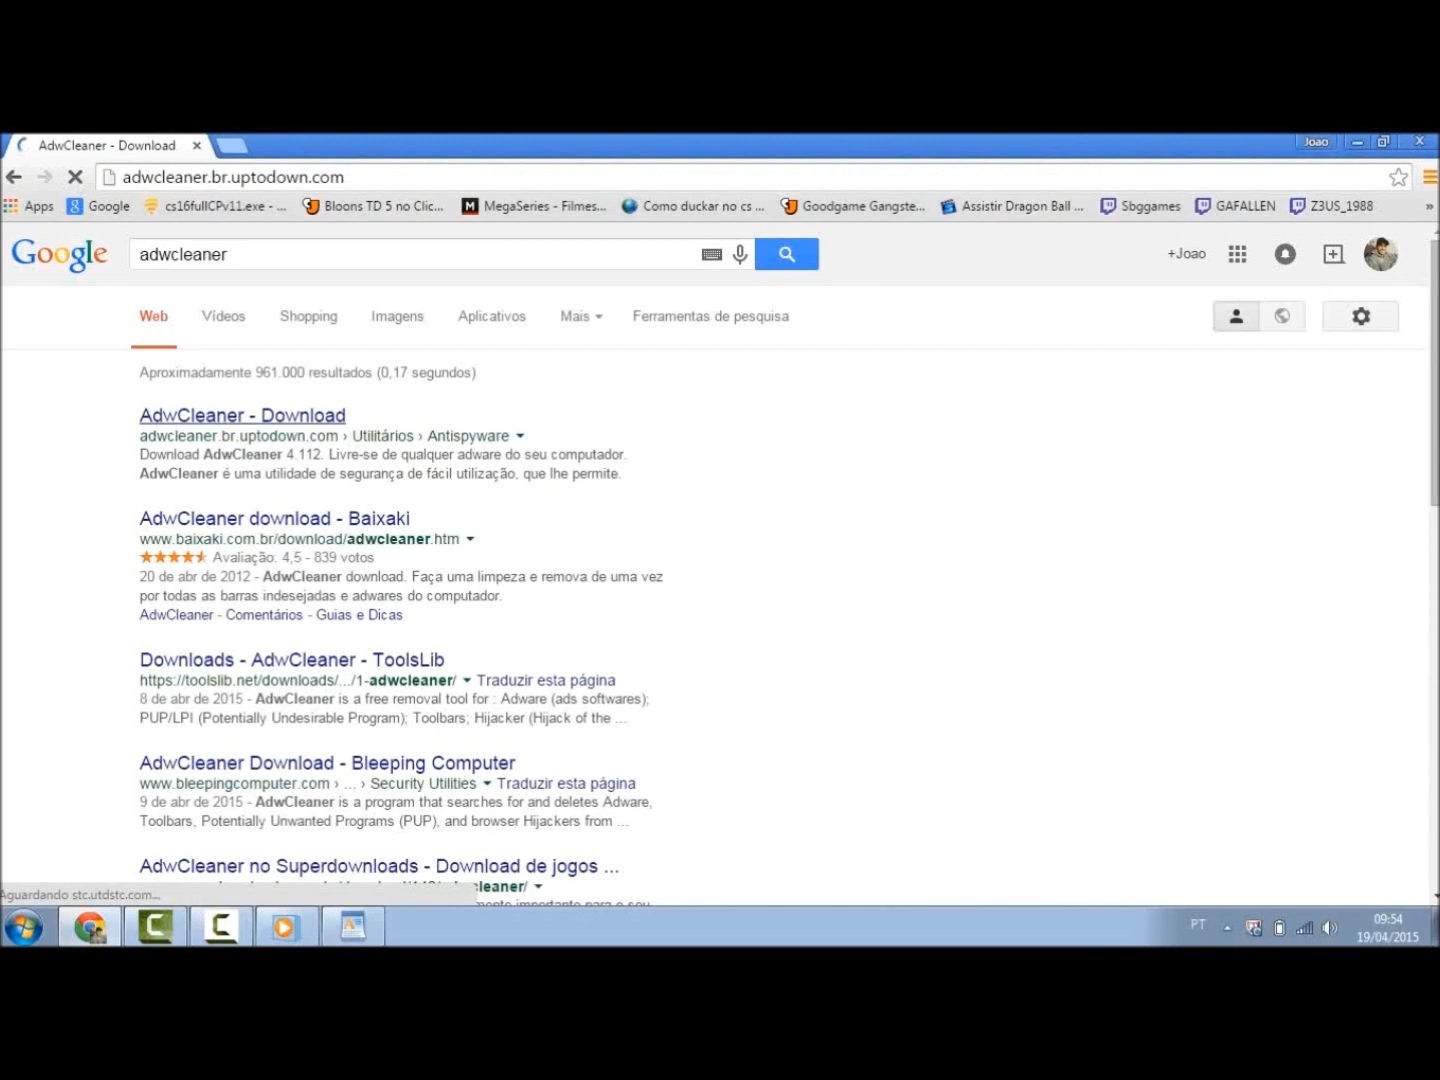 AdwCleaner - Download
Joao
adwcleaner.br.uptodown.com
Apps
Google
cs16fullCPv11.exe - ...
Bloons TD 5 no Clic...
MegaSeries - Filmes...
Como duckar no cs ...
Goodgame Gangste...
Assistir Dragon Ball ...
Sbggames
GAFALLEN
Z3US_1988
»
Google
adwcleaner
+Joao
Web
Vídeos
Shopping
Imagens
Aplicativos
Mais
Ferramentas de pesquisa
Aproximadamente 961.000 resultados (0,17 segundos)
AdwCleaner - Download
adwcleaner.br.uptodown.com › Utilitários › Antispyware
Download AdwCleaner 4.112. Livre-se de qualquer adware do seu computador.
AdwCleaner é uma utilidade de segurança de fácil utilização, que lhe permite.
AdwCleaner download - Baixaki
www.baixaki.com.br/download/adwcleaner.htm
Avaliação: 4,5 - 839 votos
20 de abr de 2012 - AdwCleaner download. Faça uma limpeza e remova de uma vez
por todas as barras indesejadas e adwares do computador.
AdwCleaner - Comentários - Guias e Dicas
Downloads - AdwCleaner - ToolsLib
https://toolslib.net/downloads/.../1-adwcleaner/ Traduzir esta página
8 de abr de 2015 - AdwCleaner is a free removal tool for : Adware (ads softwares);
PUP/LPI (Potentially Undesirable Program); Toolbars; Hijacker (Hijack of the ...
AdwCleaner Download - Bleeping Computer
www.bleepingcomputer.com › ... › Security Utilities Traduzir esta página
9 de abr de 2015 - AdwCleaner is a program that searches for and deletes Adware,
Toolbars, Potentially Unwanted Programs (PUP), and browser Hijackers from ...
AdwCleaner no Superdownloads - Download de jogos ...
cleaner/
Aguardando stc.utdstc.com...
importante para o seu
PT
09:54
19/04/2015